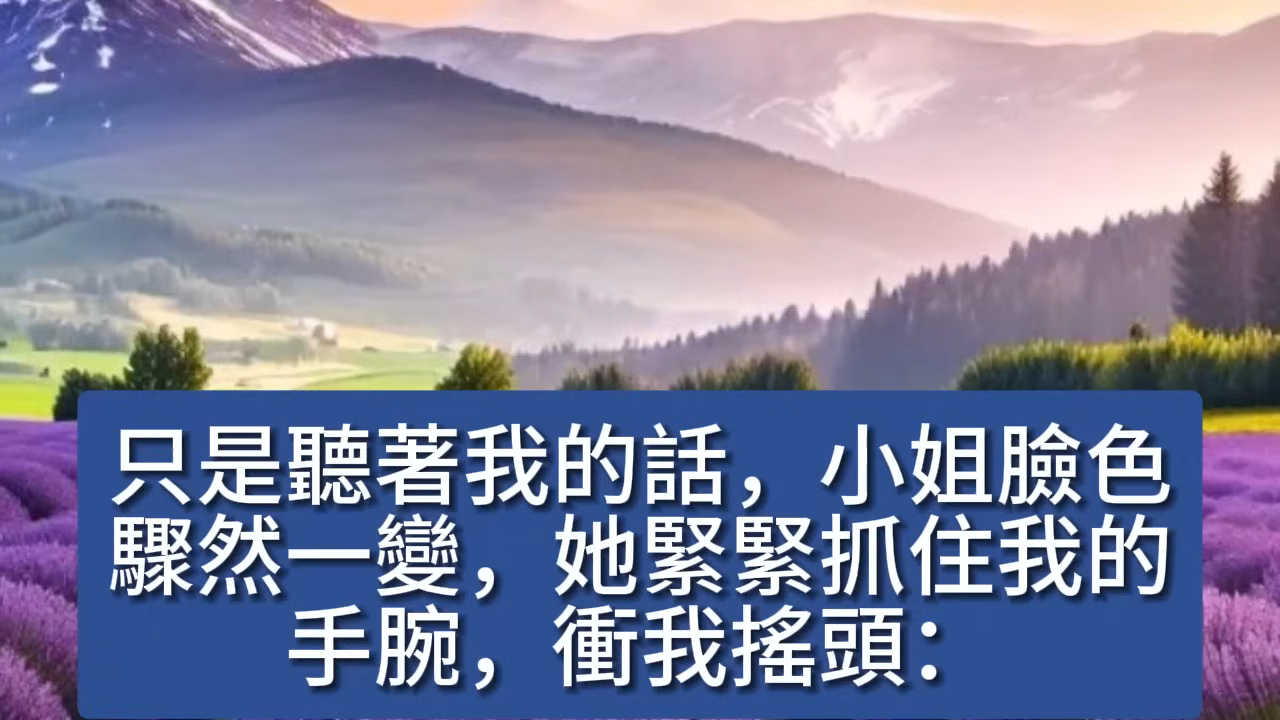 只是聽著我的話，小姐臉色
驟然一變，她緊緊抓住我的
手腕，衝我搖頭：